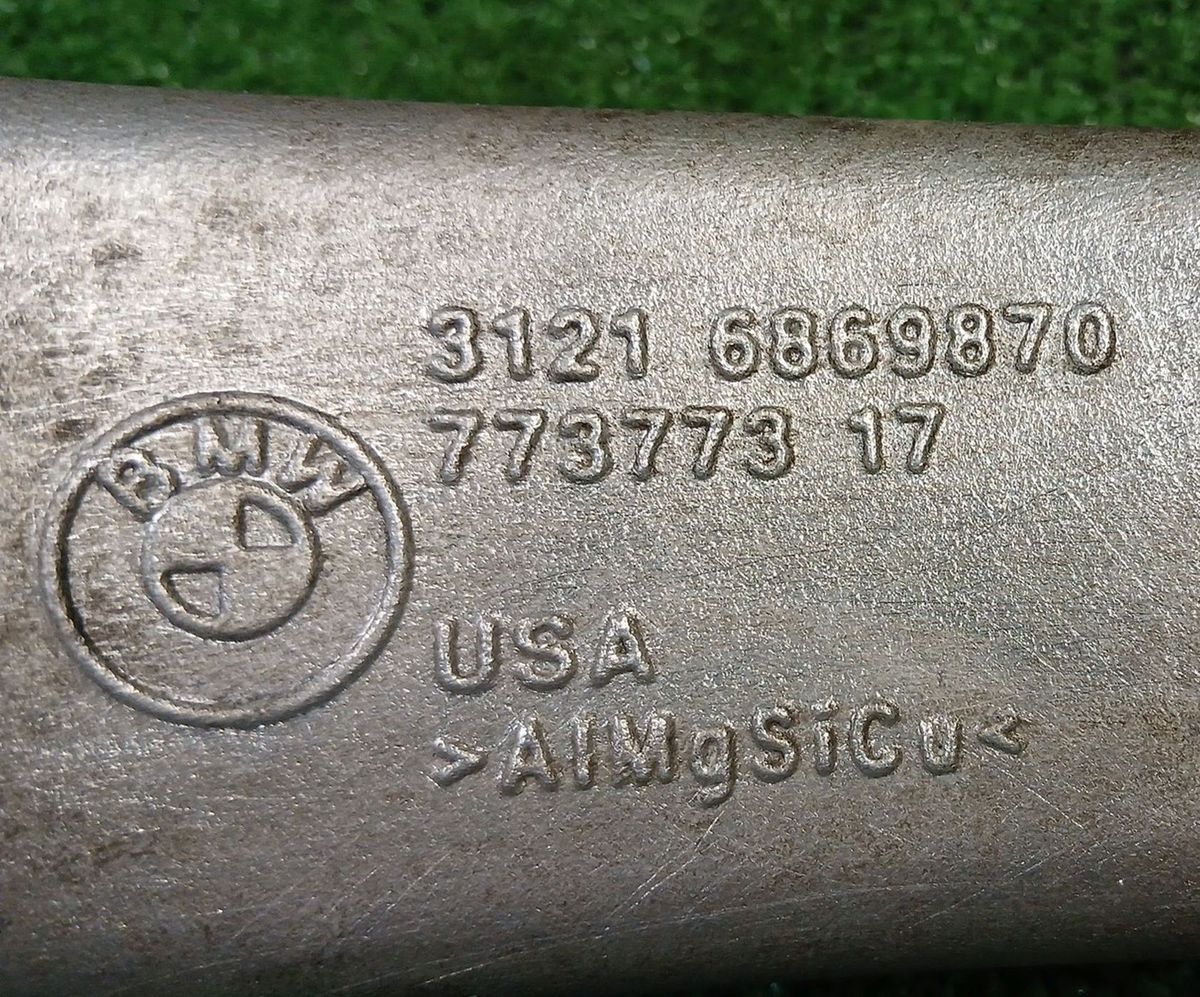 3121 6869870
773773 17
BMW
USA
>AlMgSiCu<